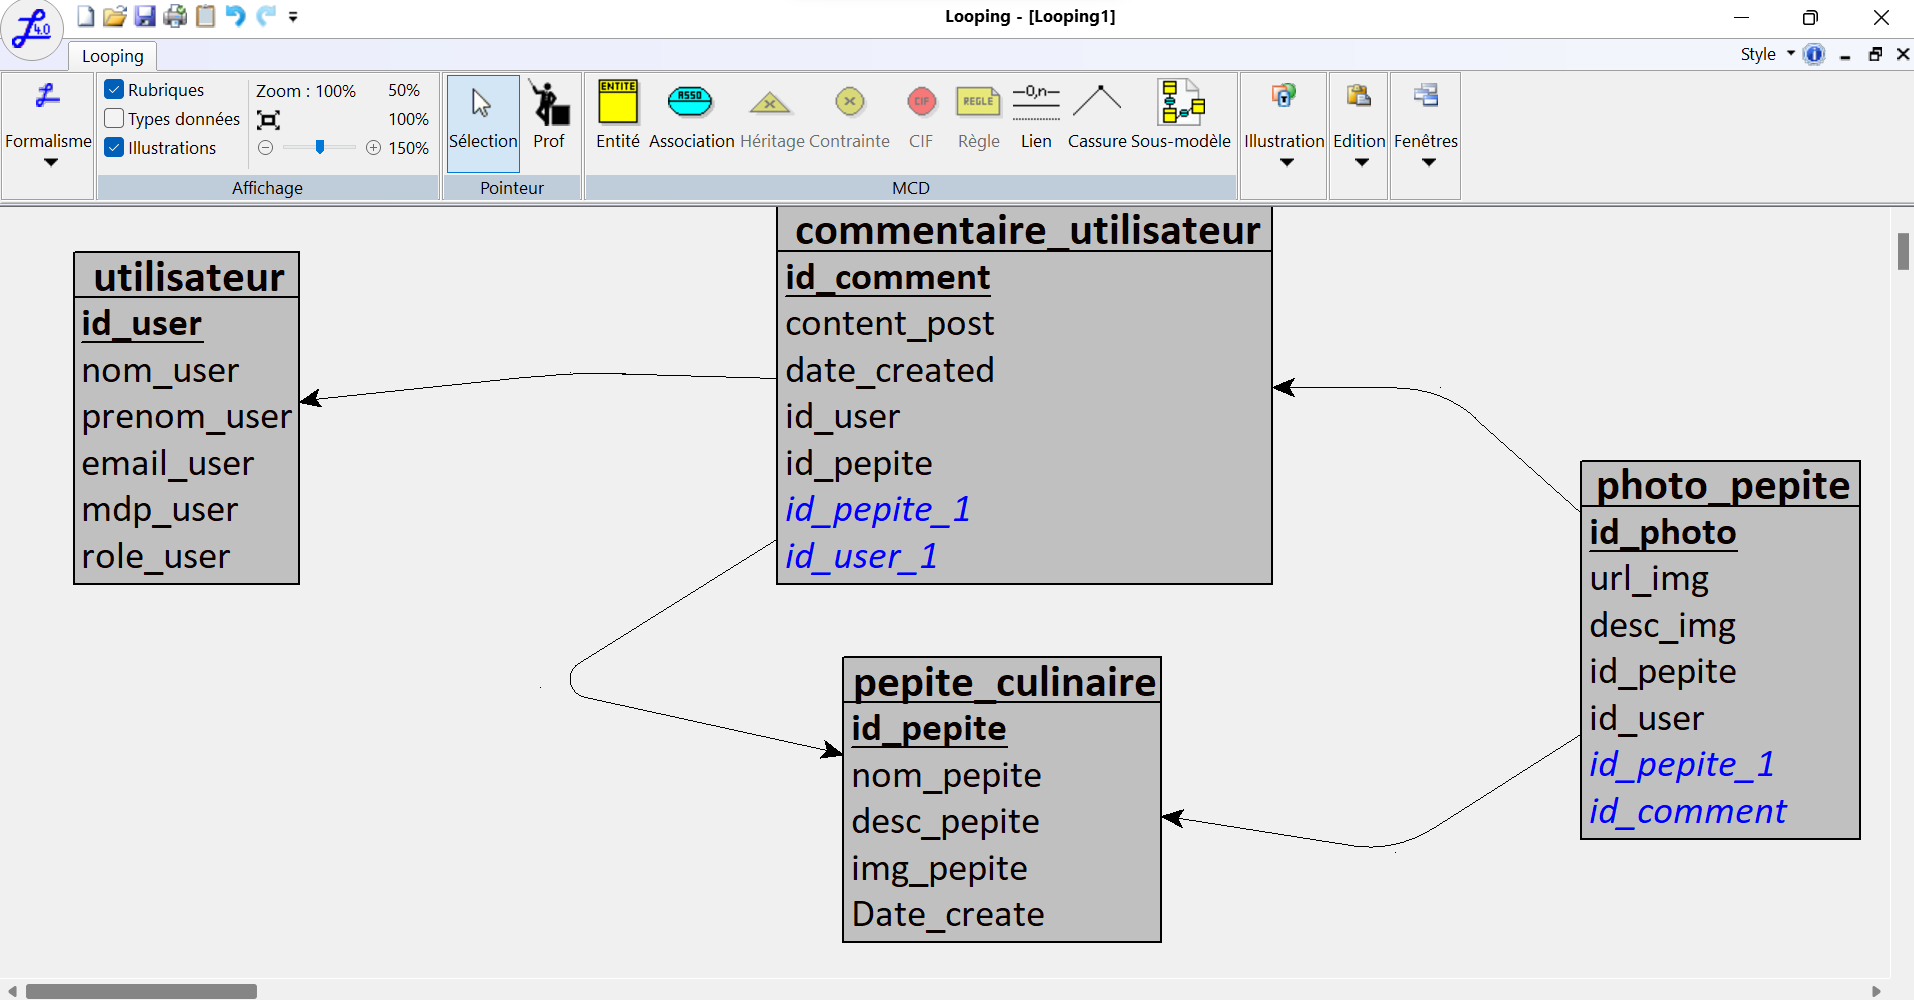 4.0
Looping - [Looping1]
Looping
Style
Rubriques
Types données
Illustrations
Zoom : 100%
50%
100%
150%
Formalisme
Affichage
Sélection
Prof
Pointeur
ENTITE
ASSO
CIF
REGLE
0,n
Entité
Association
Héritage
Contrainte
CIF
Règle
Lien
Cassure
Sous-modèle
MCD
Illustration
Edition
Fenêtres
utilisateur
id_user
nom_user
prenom_user
email_user
mdp_user
role_user
commentaire_utilisateur
id_comment
content_post
date_created
id_user
id_pepite
id_pepite_1
id_user_1
pepite_culinaire
id_pepite
nom_pepite
desc_pepite
img_pepite
Date_create
photo_pepite
id_photo
url_img
desc_img
id_pepite
id_user
id_pepite_1
id_comment